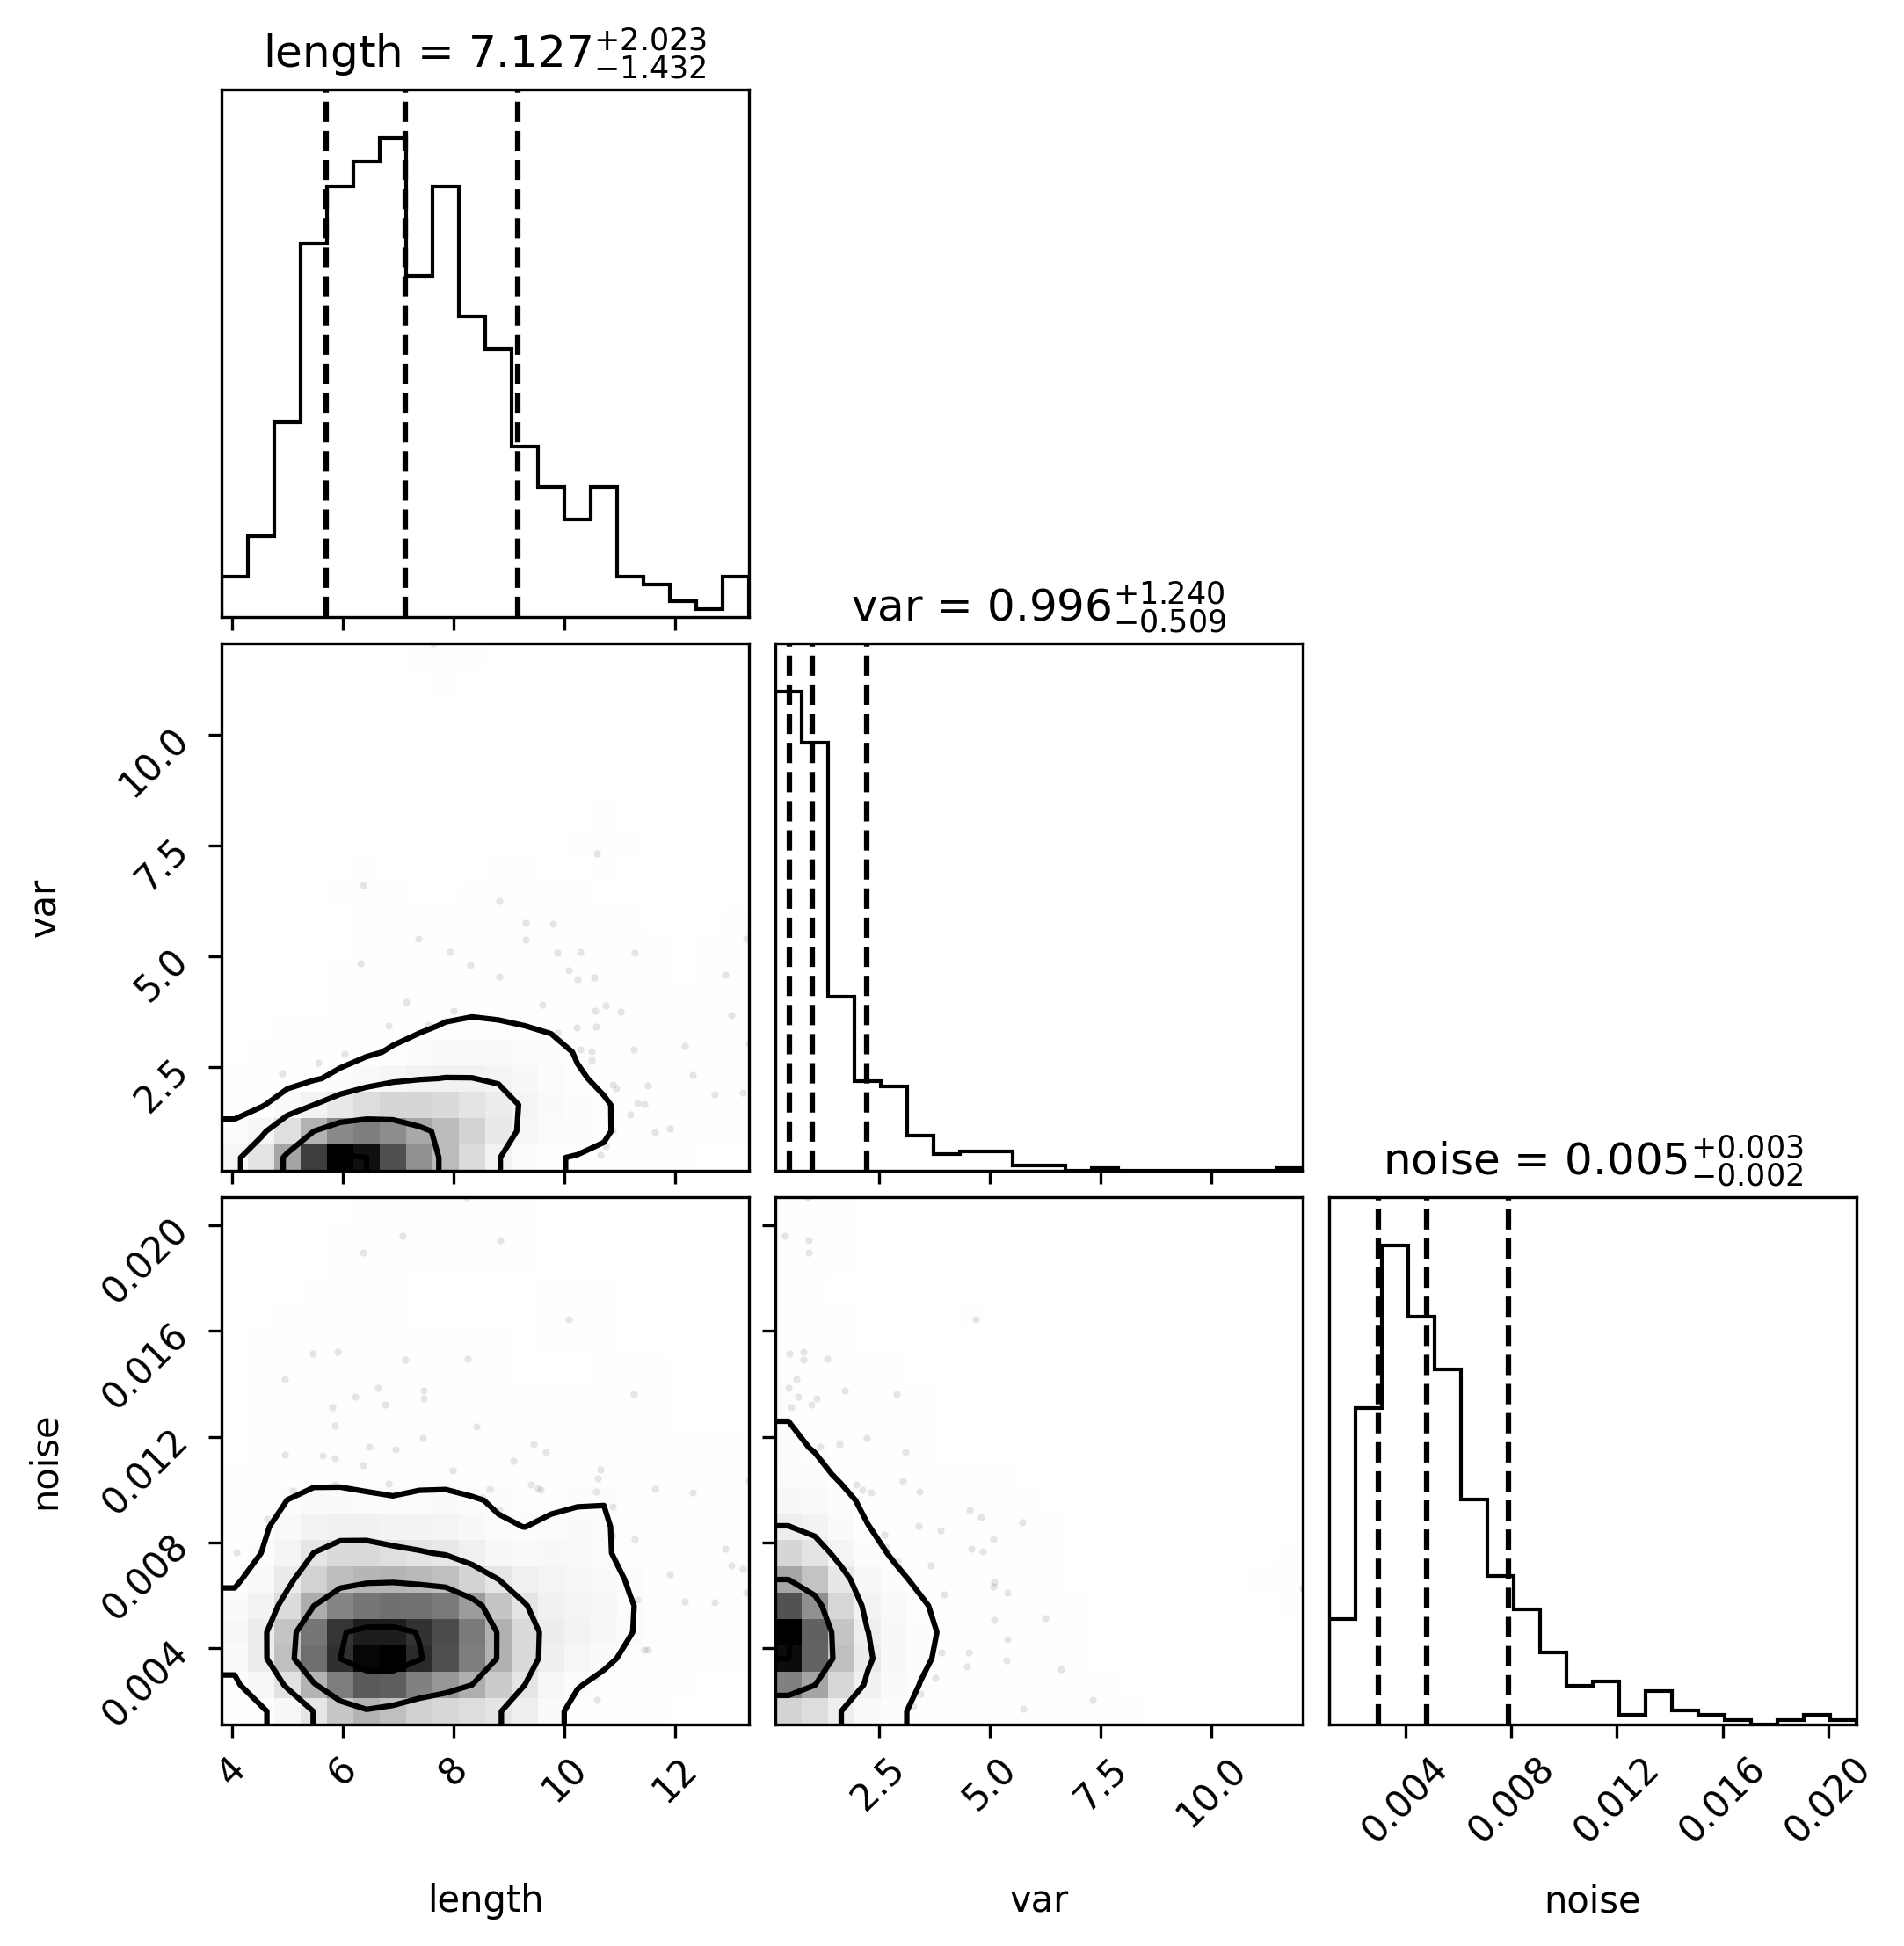 length = 7.127+2.023−1.432
var = 0.996+1.240−0.509
10.0
7.5
5.0
2.5
var
noise = 0.005+0.003−0.002
0.020
0.016
0.012
0.008
0.004
noise
4 6 8 10 12
2.5 5.0 7.5 10.0
0.004 0.008 0.012 0.016 0.020
length
var
noise